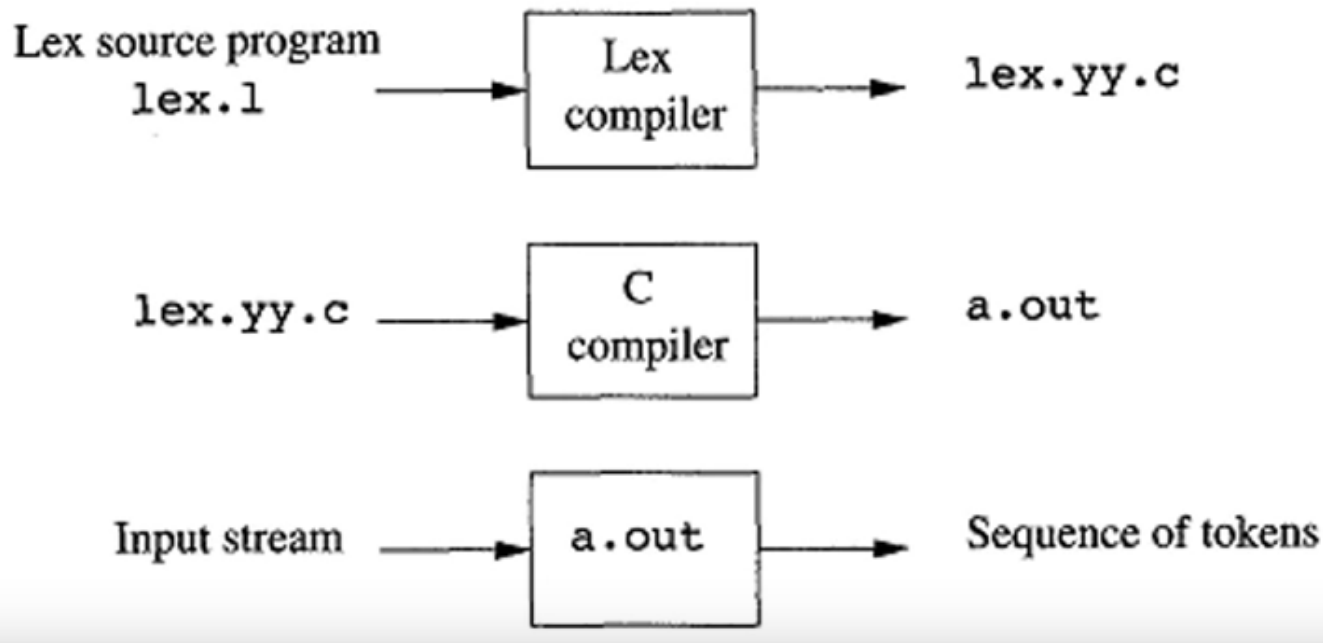 Lex source program
lex.l
Lex
compiler
lex.yy.c
lex.yy.c
C
compiler
a.out
Input stream
a.out
Sequence of tokens